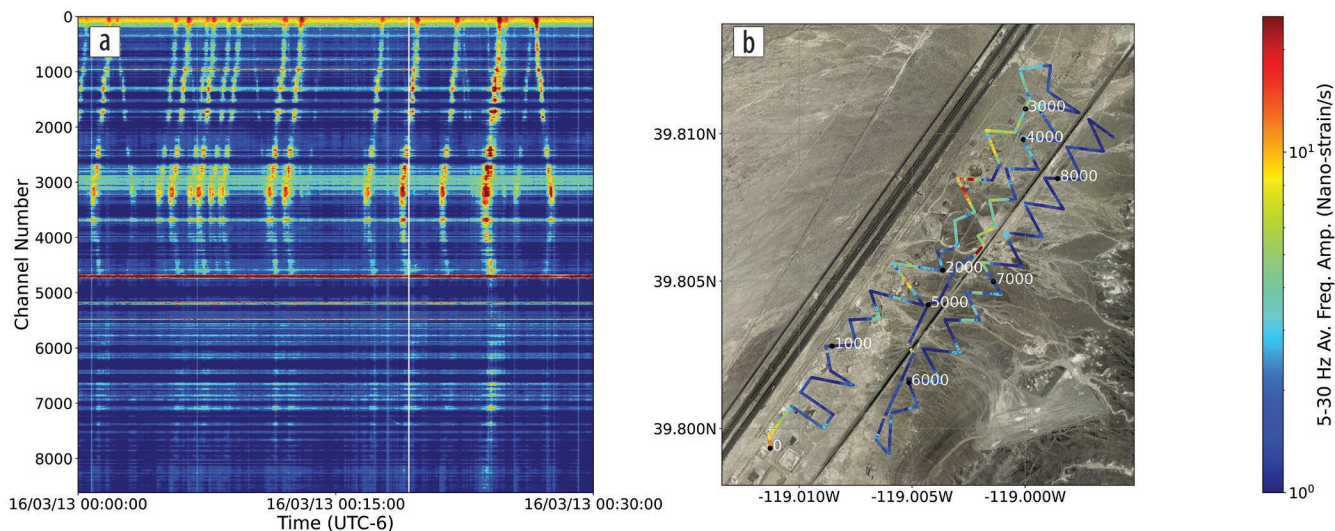 a
0
1000
2000
3000
4000
5000
6000
7000
8000
Channel Number
16/03/13 00:00:00
16/03/13 00:15:00
16/03/13 00:30:00
Time (UTC-6)
b
39.810N
39.805N
39.800N
-119.010W
-119.005W
-119.000W
3000
4000
8000
2000
7000
5000
1000
6000
0
10¹
10⁰
5-30 Hz Av. Freq. Amp. (Nano-strain/s)